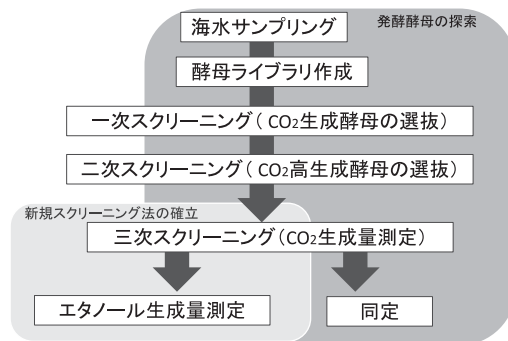 発酵酵母の探索
海水サンプリング
酵母ライブラリ作成
一次スクリーニング(CO2生成酵母の選抜)
二次スクリーニング(CO2高生成酵母の選抜)
新規スクリーニング法の確立
三次スクリーニング(CO2生成量測定)
エタノール生成量測定
同定